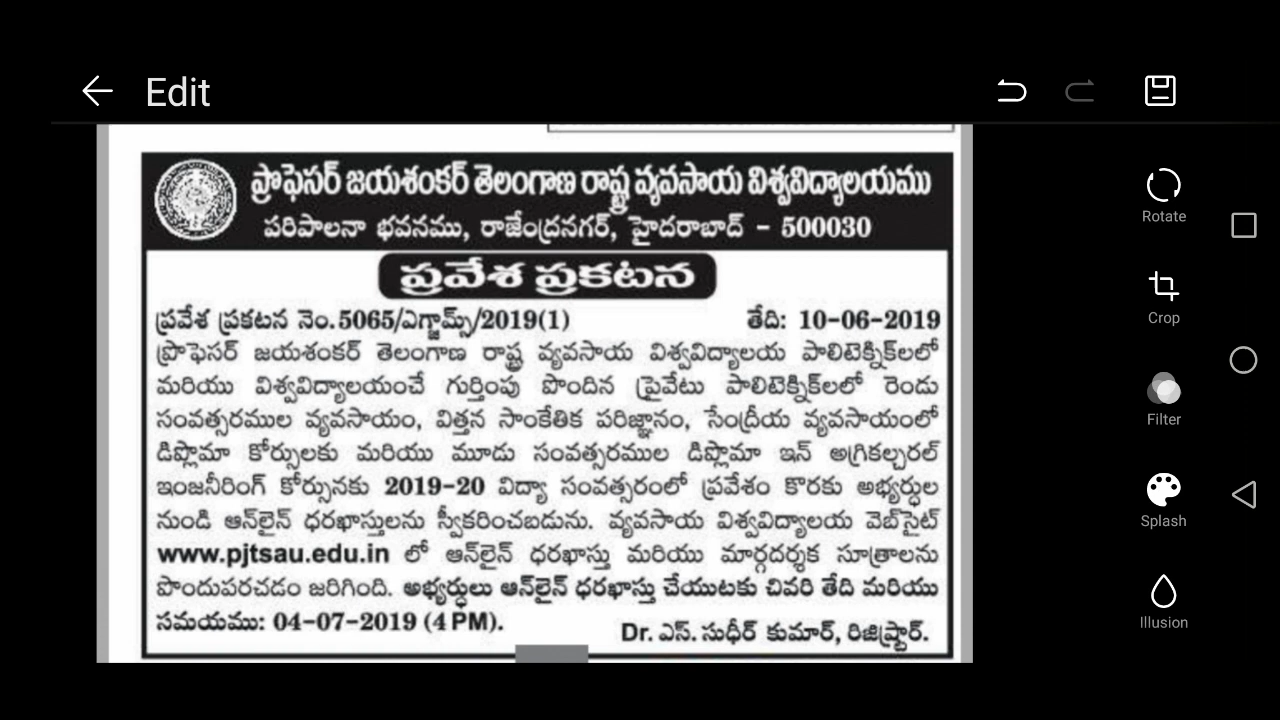 Edit
ప్రొఫెసర్ జయశంకర్ తెలంగాణ రాష్ట్ర వ్యవసాయ విశ్వవిద్యాలయము
పరిపాలనా భవనము, రాజేంద్రనగర్, హైదరాబాద్ - 500030
ప్రవేశ ప్రకటన
ప్రవేశ ప్రకటన నెం.5065/ఎగ్జామ్స్/2019(1) తేది: 10-06-2019
ప్రొఫెసర్ జయశంకర్ తెలంగాణ రాష్ట్ర వ్యవసాయ విశ్వవిద్యాలయ పాలిటెక్నిక్‌లలో
మరియు విశ్వవిద్యాలయంచే గుర్తింపు పొందిన ప్రైవేటు పాలిటెక్నిక్‌లలో రెండు
సంవత్సరముల వ్యవసాయం, విత్తన సాంకేతిక పరిజ్ఞానం, సేంద్రీయ వ్యవసాయంలో
డిప్లొమా కోర్సులకు మరియు మూడు సంవత్సరముల డిప్లొమా ఇన్ అగ్రికల్చరల్
ఇంజనీరింగ్ కోర్సునకు 2019-20 విద్యా సంవత్సరంలో ప్రవేశం కొరకు అభ్యర్థుల
నుండి ఆన్‌లైన్ ధరఖాస్తులను స్వీకరించబడును. వ్యవసాయ విశ్వవిద్యాలయ వెబ్‌సైట్
www.pjtsau.edu.in లో ఆన్‌లైన్ ధరఖాస్తు మరియు మార్గదర్శక సూత్రాలను
పొందుపరచడం జరిగింది. అభ్యర్థులు ఆన్‌లైన్ ధరఖాస్తు చేయుటకు చివరి తేది మరియు
సమయము: 04-07-2019 (4 PM).
Dr. ఎస్. సుధీర్ కుమార్, రిజిష్ట్రార్.
Rotate
Crop
Filter
Splash
Illusion